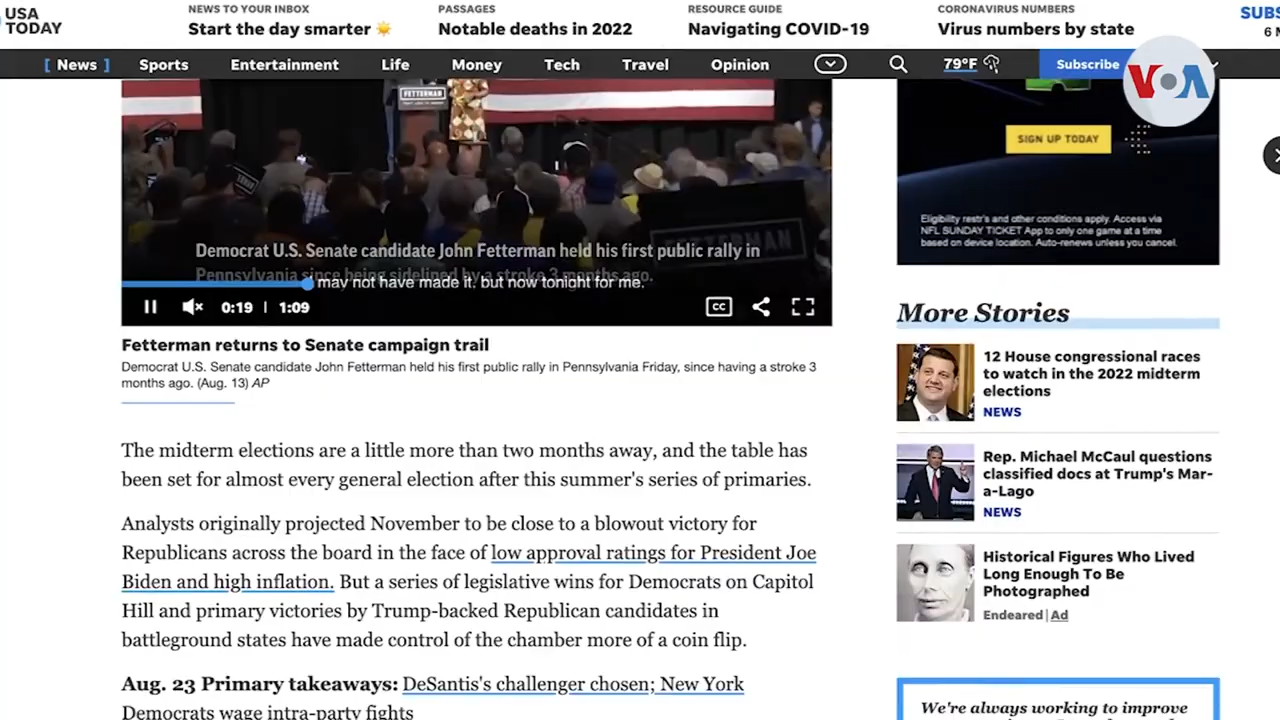 USA
TODAY
NEWS TO YOUR INBOX
Start the day smarter ☀️
PASSAGES
Notable deaths in 2022
RESOURCE GUIDE
Navigating COVID-19
CORONAVIRUS NUMBERS
Virus numbers by state
SUBS
6 M
[ News ]
Sports
Entertainment
Life
Money
Tech
Travel
Opinion
79°F
Subscribe
VOA
FETTERMAN
FETTERMAN
Democrat U.S. Senate candidate John Fetterman held his first public rally in
Pennsylvania since being sidelined by a stroke 3 months ago.
may not have made it. but now tonight for me.
0:19 | 1:09
CC
Fetterman returns to Senate campaign trail
Democrat U.S. Senate candidate John Fetterman held his first public rally in Pennsylvania Friday, since having a stroke 3
months ago. (Aug. 13) AP
The midterm elections are a little more than two months away, and the table has
been set for almost every general election after this summer's series of primaries.
Analysts originally projected November to be close to a blowout victory for
Republicans across the board in the face of low approval ratings for President Joe
Biden and high inflation. But a series of legislative wins for Democrats on Capitol
Hill and primary victories by Trump-backed Republican candidates in
battleground states have made control of the chamber more of a coin flip.
Aug. 23 Primary takeaways: DeSantis's challenger chosen; New York
Democrats wage intra-party fights
SIGN UP TODAY
Eligibility restr's and other conditions apply. Access via
NFL SUNDAY TICKET App to only one game at a time
based on device location. Auto-renews unless you cancel.
More Stories
12 House congressional races
to watch in the 2022 midterm
elections
NEWS
Rep. Michael McCaul questions
classified docs at Trump's Mar-
a-Lago
NEWS
Historical Figures Who Lived
Long Enough To Be
Photographed
Endeared | Ad
We're always working to improve